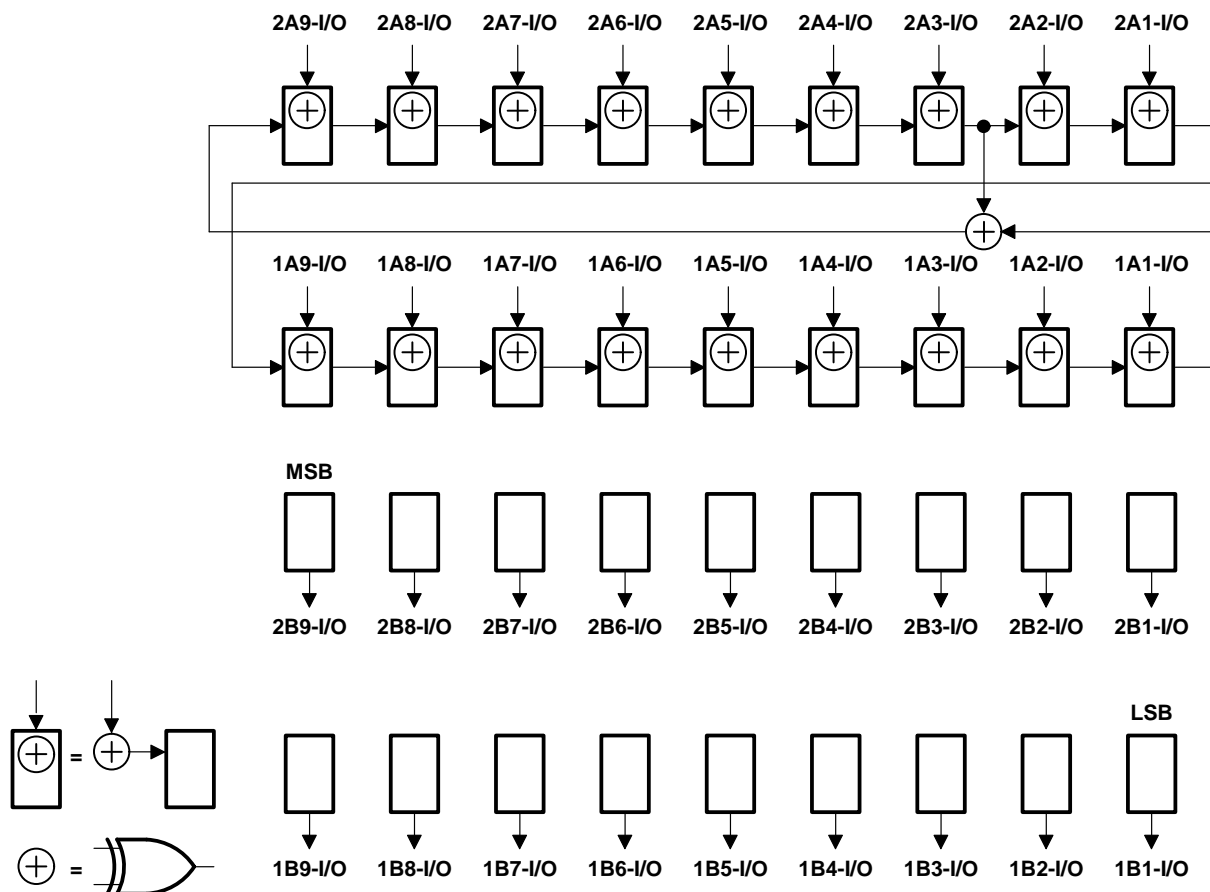 2A9-I/O 2A8-I/O 2A7-I/O 2A6-I/O 2A5-I/O 2A4-I/O 2A3-I/O 2A2-I/O 2A1-I/O
1A9-I/O 1A8-I/O 1A7-I/O 1A6-I/O 1A5-I/O 1A4-I/O 1A3-I/O 1A2-I/O 1A1-I/O
MSB
2B9-I/O 2B8-I/O 2B7-I/O 2B6-I/O 2B5-I/O 2B4-I/O 2B3-I/O 2B2-I/O 2B1-I/O
LSB
=
=
1B9-I/O 1B8-I/O 1B7-I/O 1B6-I/O 1B5-I/O 1B4-I/O 1B3-I/O 1B2-I/O 1B1-I/O